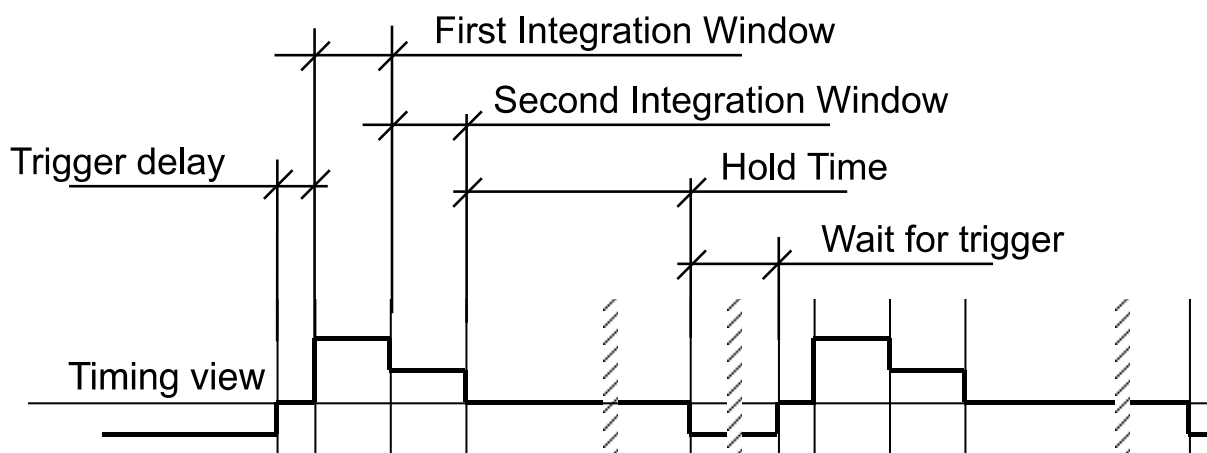 First Integration Window
Second Integration Window
Trigger delay
Hold Time
Wait for trigger
Timing view